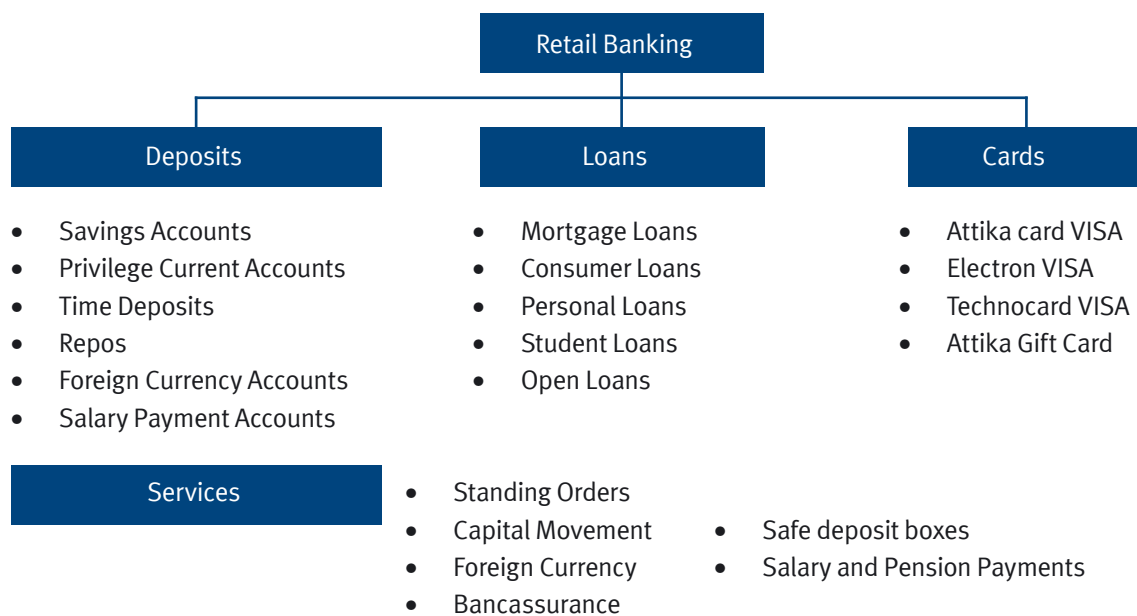 Retail Banking
Deposits
• Savings Accounts
• Privilege Current Accounts
• Time Deposits
• Repos
• Foreign Currency Accounts
• Salary Payment Accounts
Loans
• Mortgage Loans
• Consumer Loans
• Personal Loans
• Student Loans
• Open Loans
Cards
• Attika card VISA
• Electron VISA
• Technocard VISA
• Attika Gift Card
Services
• Standing Orders
• Capital Movement
• Foreign Currency
• Bancassurance
• Safe deposit boxes
• Salary and Pension Payments